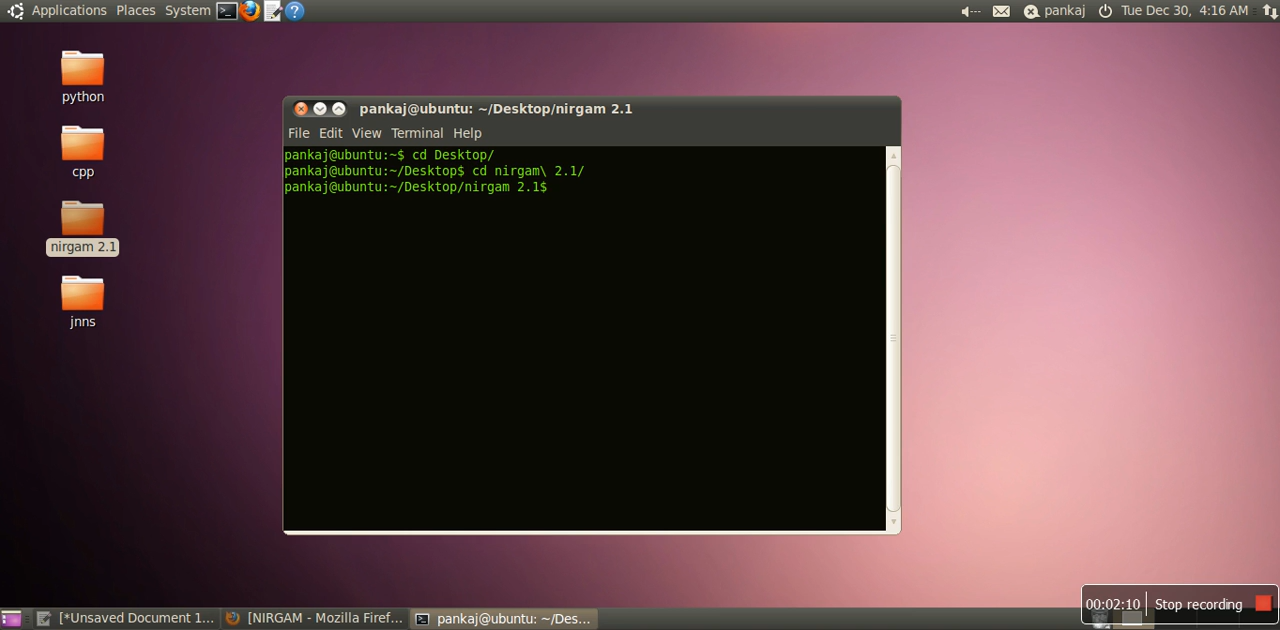 Applications Places System
pankaj Tue Dec 30, 4:16 AM
python
cpp
nirgam 2.1
jnns
pankaj@ubuntu: ~/Desktop/nirgam 2.1
File Edit View Terminal Help
pankaj@ubuntu:~$ cd Desktop/
pankaj@ubuntu:~/Desktop$ cd nirgam\ 2.1/
pankaj@ubuntu:~/Desktop/nirgam 2.1$
00:02:10 Stop recording
[*Unsaved Document 1... [NIRGAM - Mozilla Firef... pankaj@ubuntu: ~/Des...